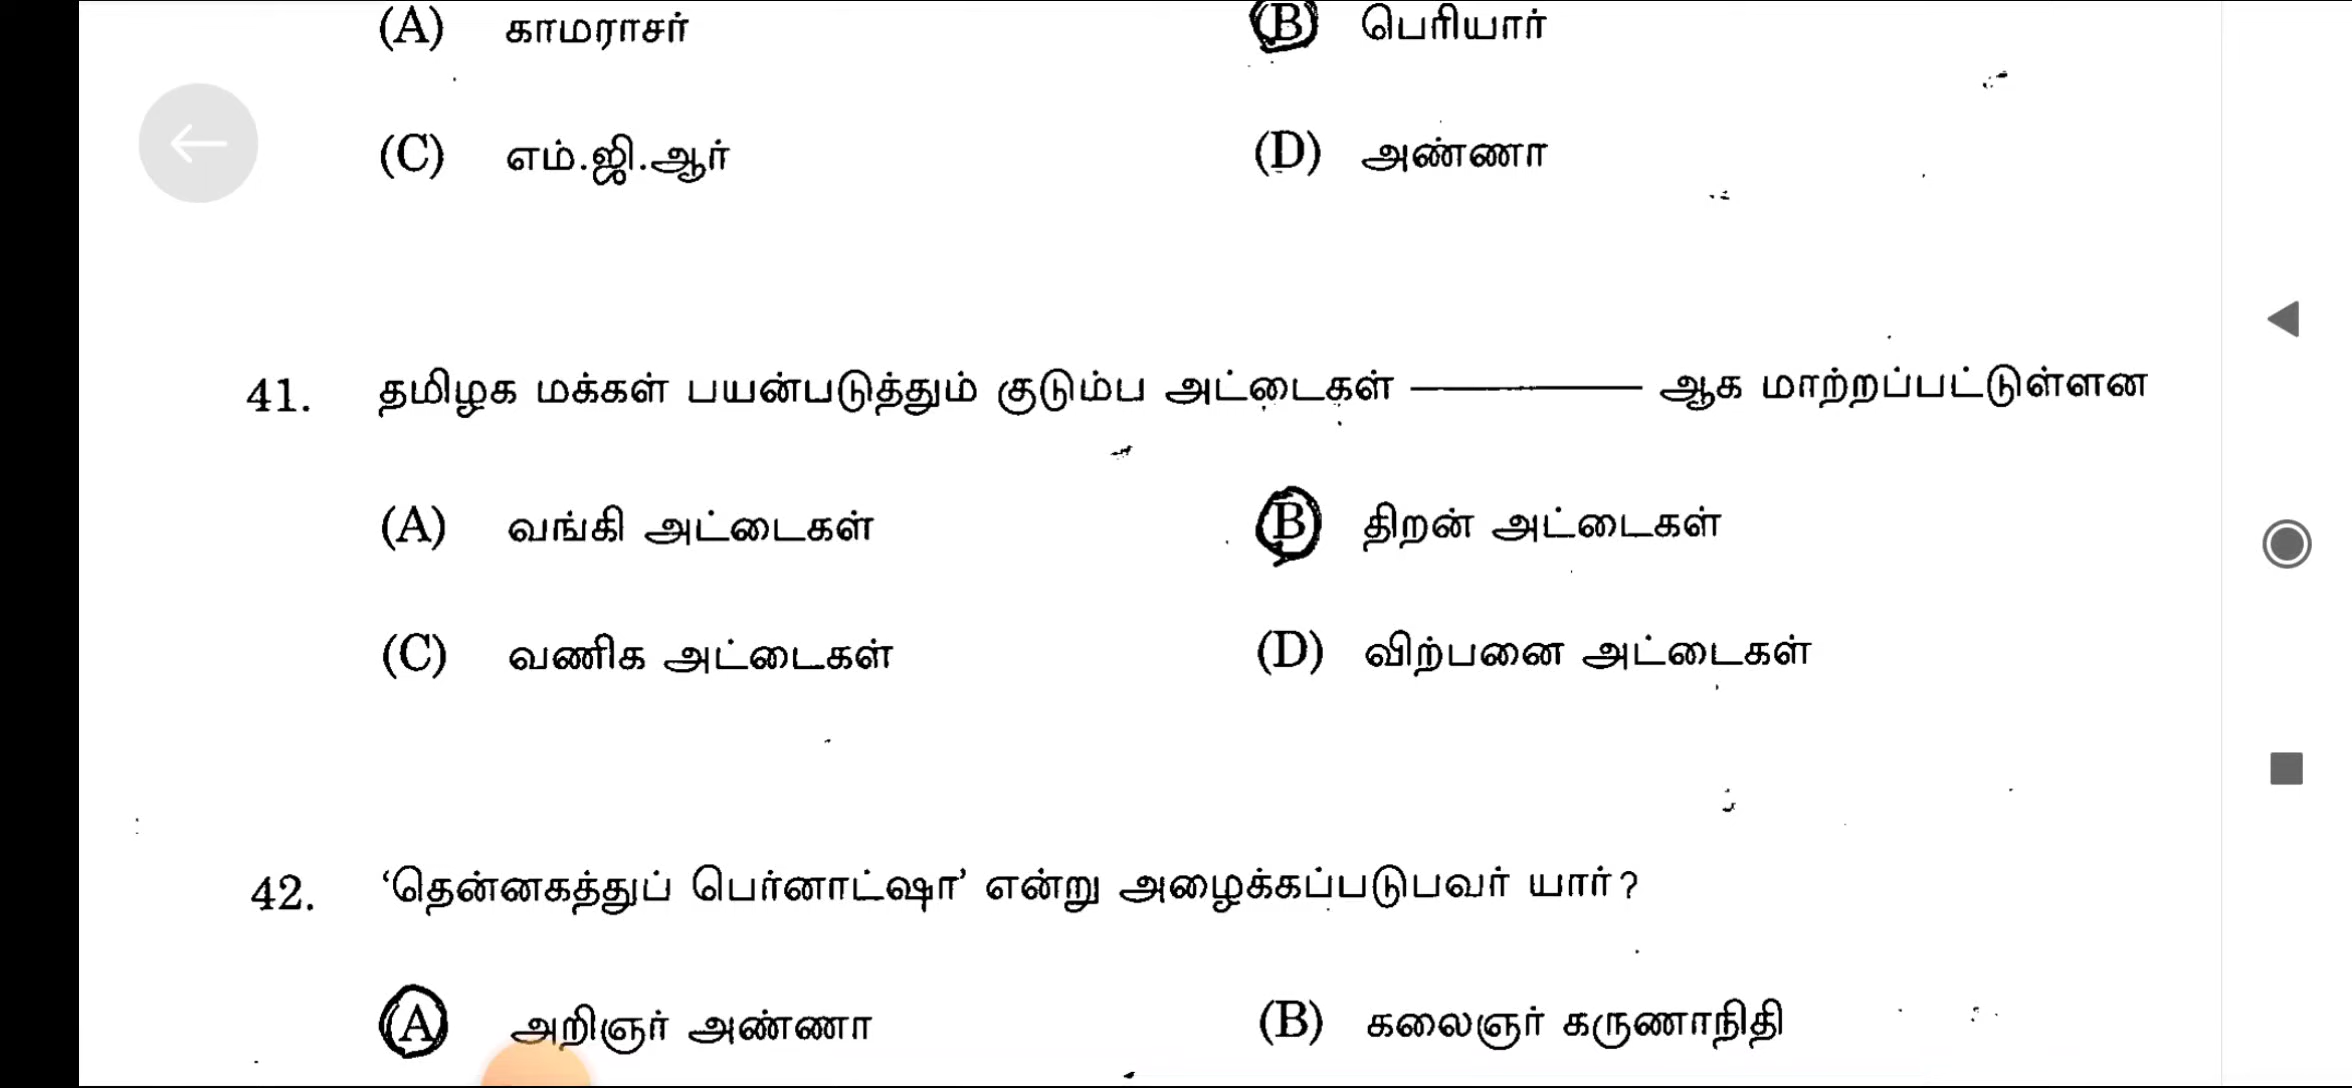 (A) காமராசர் (B) பெரியார்
(C) எம்.ஜி.ஆர் (D) அண்ணா
41. தமிழக மக்கள் பயன்படுத்தும் குடும்ப அட்டைகள் ———— ஆக மாற்றப்பட்டுள்ளன
(A) வங்கி அட்டைகள் (B) திறன் அட்டைகள்
(C) வணிக அட்டைகள் (D) விற்பனை அட்டைகள்
42. ‘தென்னகத்துப் பெர்னாட்ஷா’ என்று அழைக்கப்படுபவர் யார்?
(A) அறிஞர் அண்ணா (B) கலைஞர் கருணாநிதி